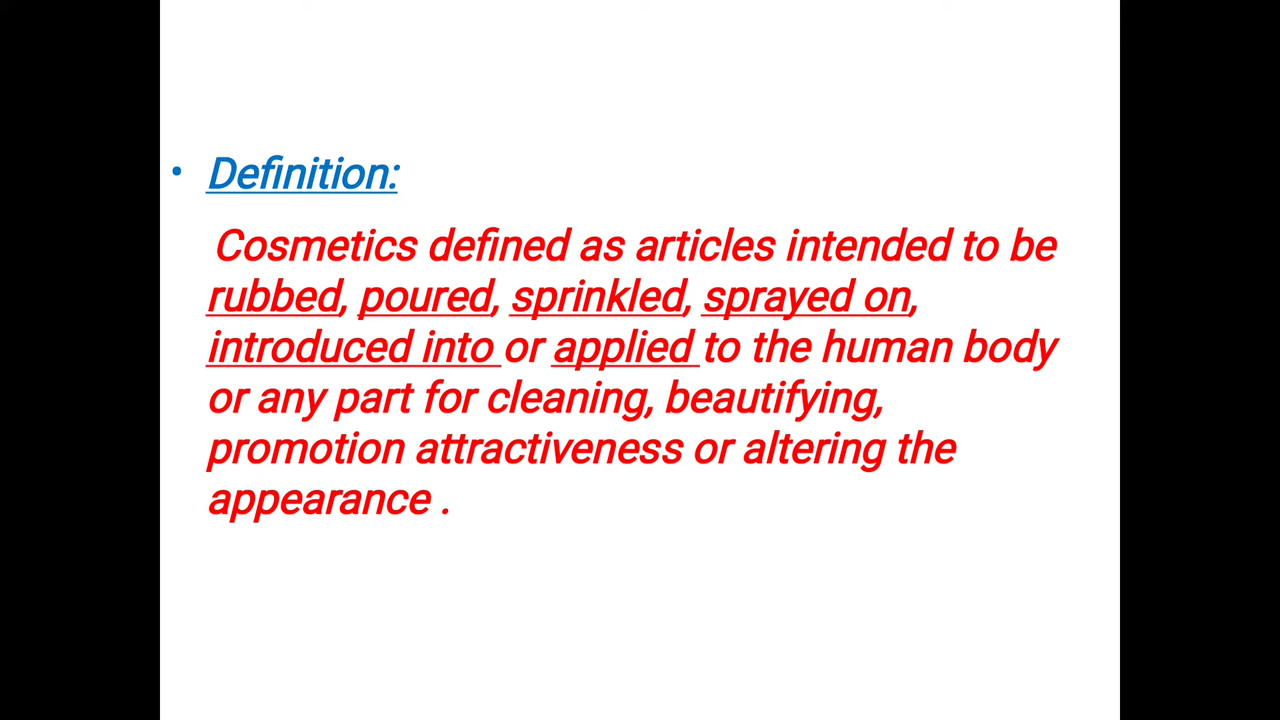 • Definition:
Cosmetics defined as articles intended to be
rubbed, poured, sprinkled, sprayed on,
introduced into or applied to the human body
or any part for cleaning, beautifying,
promotion attractiveness or altering the
appearance .